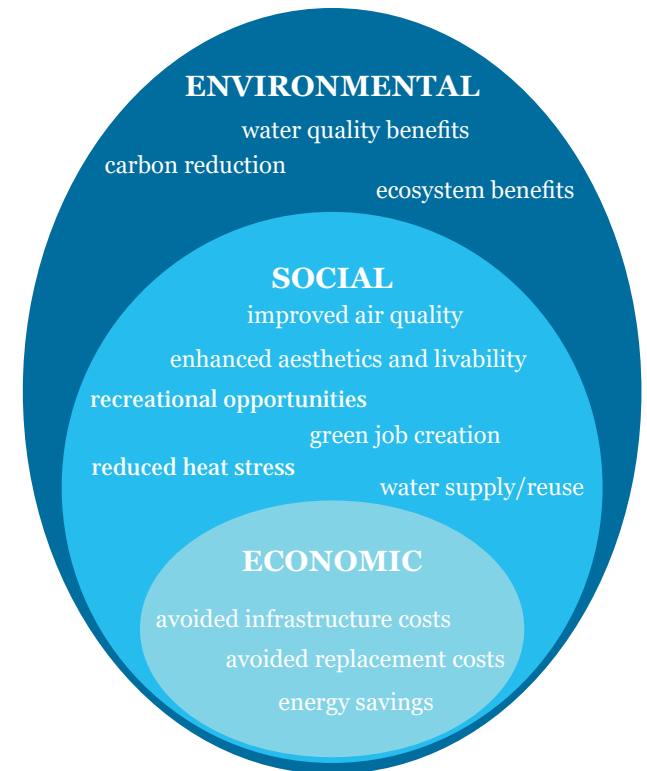 ENVIRONMENTAL
water quality benefits
carbon reduction
ecosystem benefits
SOCIAL
improved air quality
enhanced aesthetics and livability
recreational opportunities
green job creation
reduced heat stress
water supply/reuse
ECONOMIC
avoided infrastructure costs
avoided replacement costs
energy savings